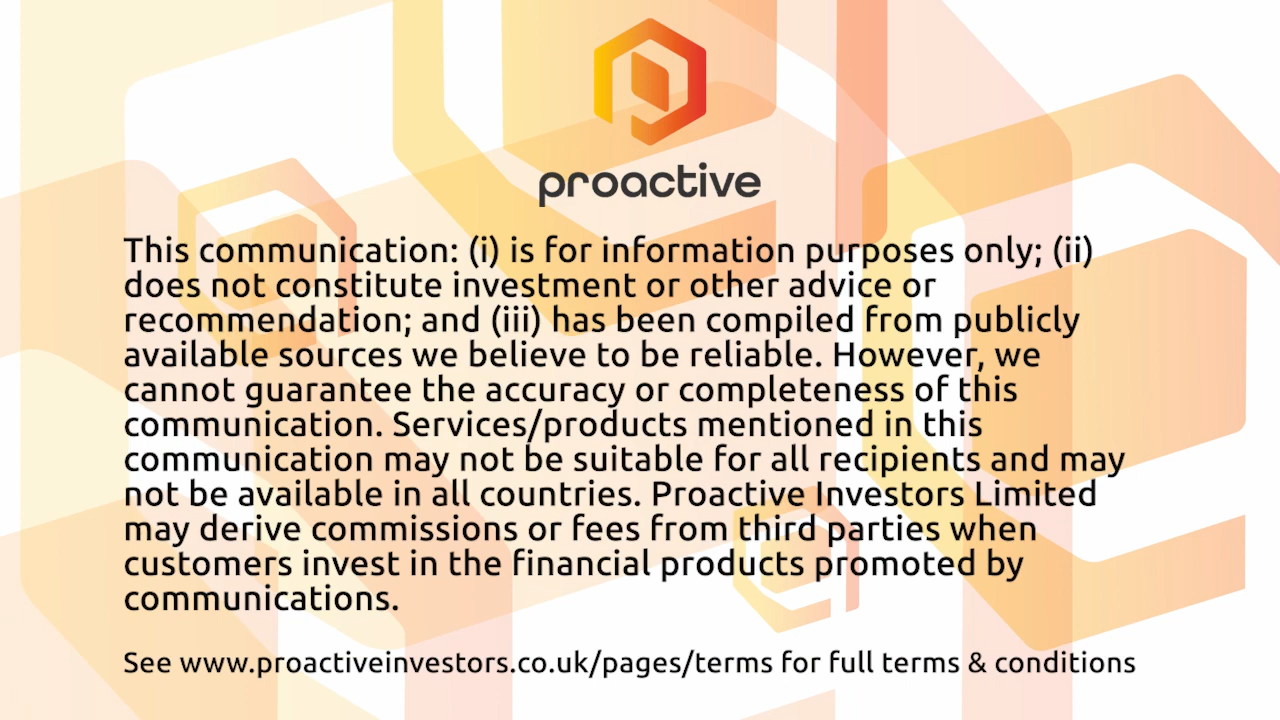 proactive
This communication: (i) is for information purposes only; (ii)
does not constitute investment or other advice or
recommendation; and (iii) has been compiled from publicly
available sources we believe to be reliable. However, we
cannot guarantee the accuracy or completeness of this
communication. Services/products mentioned in this
communication may not be suitable for all recipients and may
not be available in all countries. Proactive Investors Limited
may derive commissions or fees from third parties when
customers invest in the financial products promoted by
communications.
See www.proactiveinvestors.co.uk/pages/terms for full terms & conditions